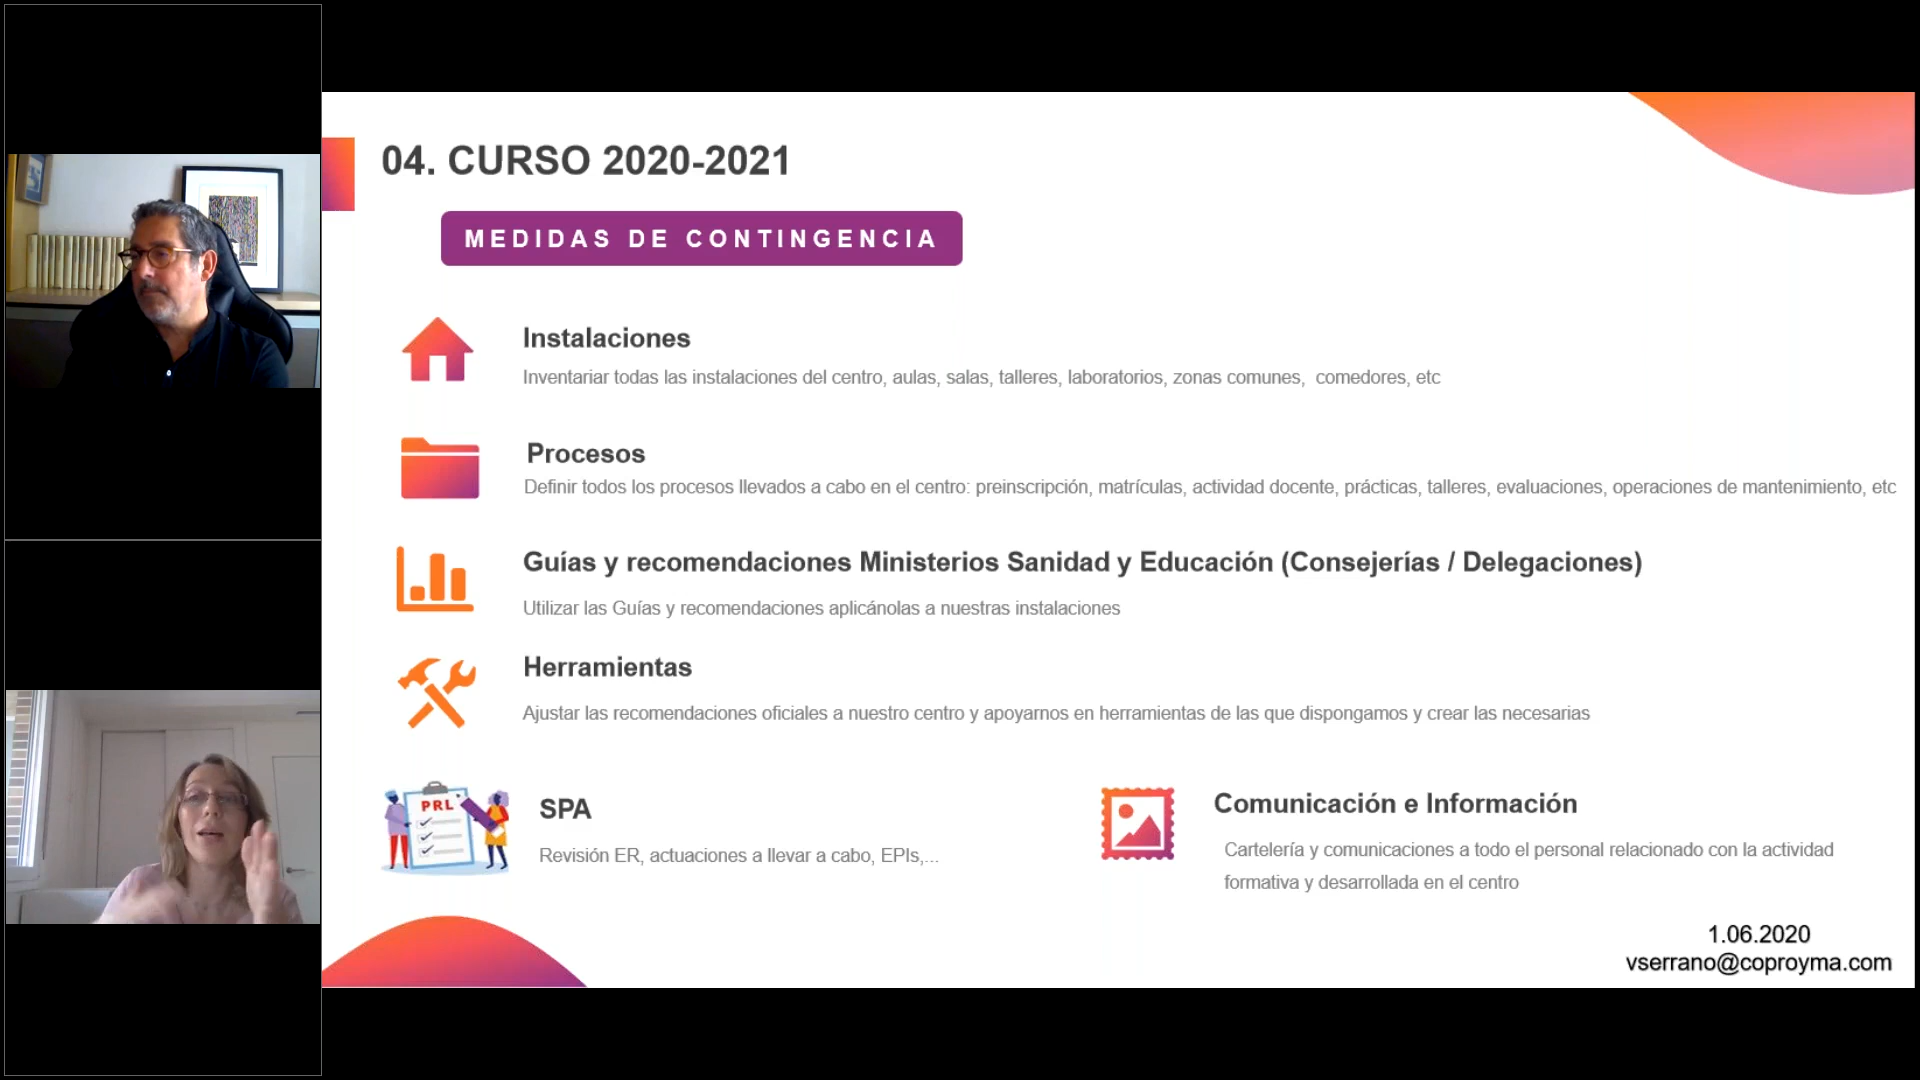 04. CURSO 2020-2021
MEDIDAS DE CONTINGENCIA
Instalaciones
Inventariar todas las instalaciones del centro, aulas, salas, talleres, laboratorios, zonas comunes, comedores, etc
Procesos
Definir todos los procesos llevados a cabo en el centro: preinscripción, matrículas, actividad docente, prácticas, talleres, evaluaciones, operaciones de mantenimiento, etc
Guías y recomendaciones Ministerios Sanidad y Educación (Consejerías / Delegaciones)
Utilizar las Guías y recomendaciones aplicánolas a nuestras instalaciones
Herramientas
Ajustar las recomendaciones oficiales a nuestro centro y apoyarnos en herramientas de las que dispongamos y crear las necesarias
PRL
SPA
Revisión ER, actuaciones a llevar a cabo, EPIs,...
Comunicación e Información
Cartelería y comunicaciones a todo el personal relacionado con la actividad
formativa y desarrollada en el centro
1.06.2020
vserrano@coproyma.com